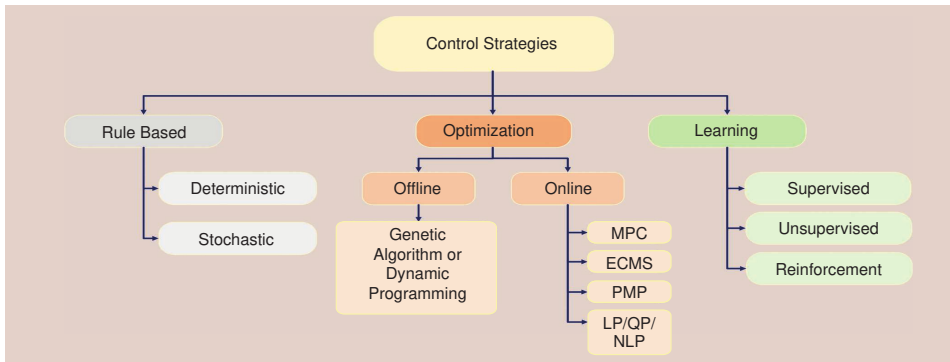 Control Strategies
Rule Based
Optimization
Learning
Deterministic
Stochastic
Offline
Online
Genetic
Algorithm or
Dynamic
Programming
MPC
ECMS
PMP
LP/QP/
NLP
Supervised
Unsupervised
Reinforcement